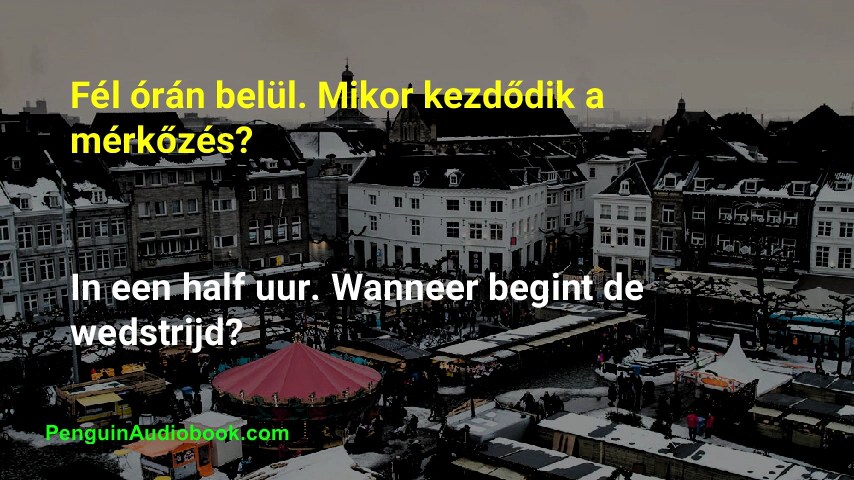 Fél órán belül. Mikor kezdődik a
mérkőzés?
In een half uur. Wanneer begint de
wedstrijd?
PenguinAudiobook.com